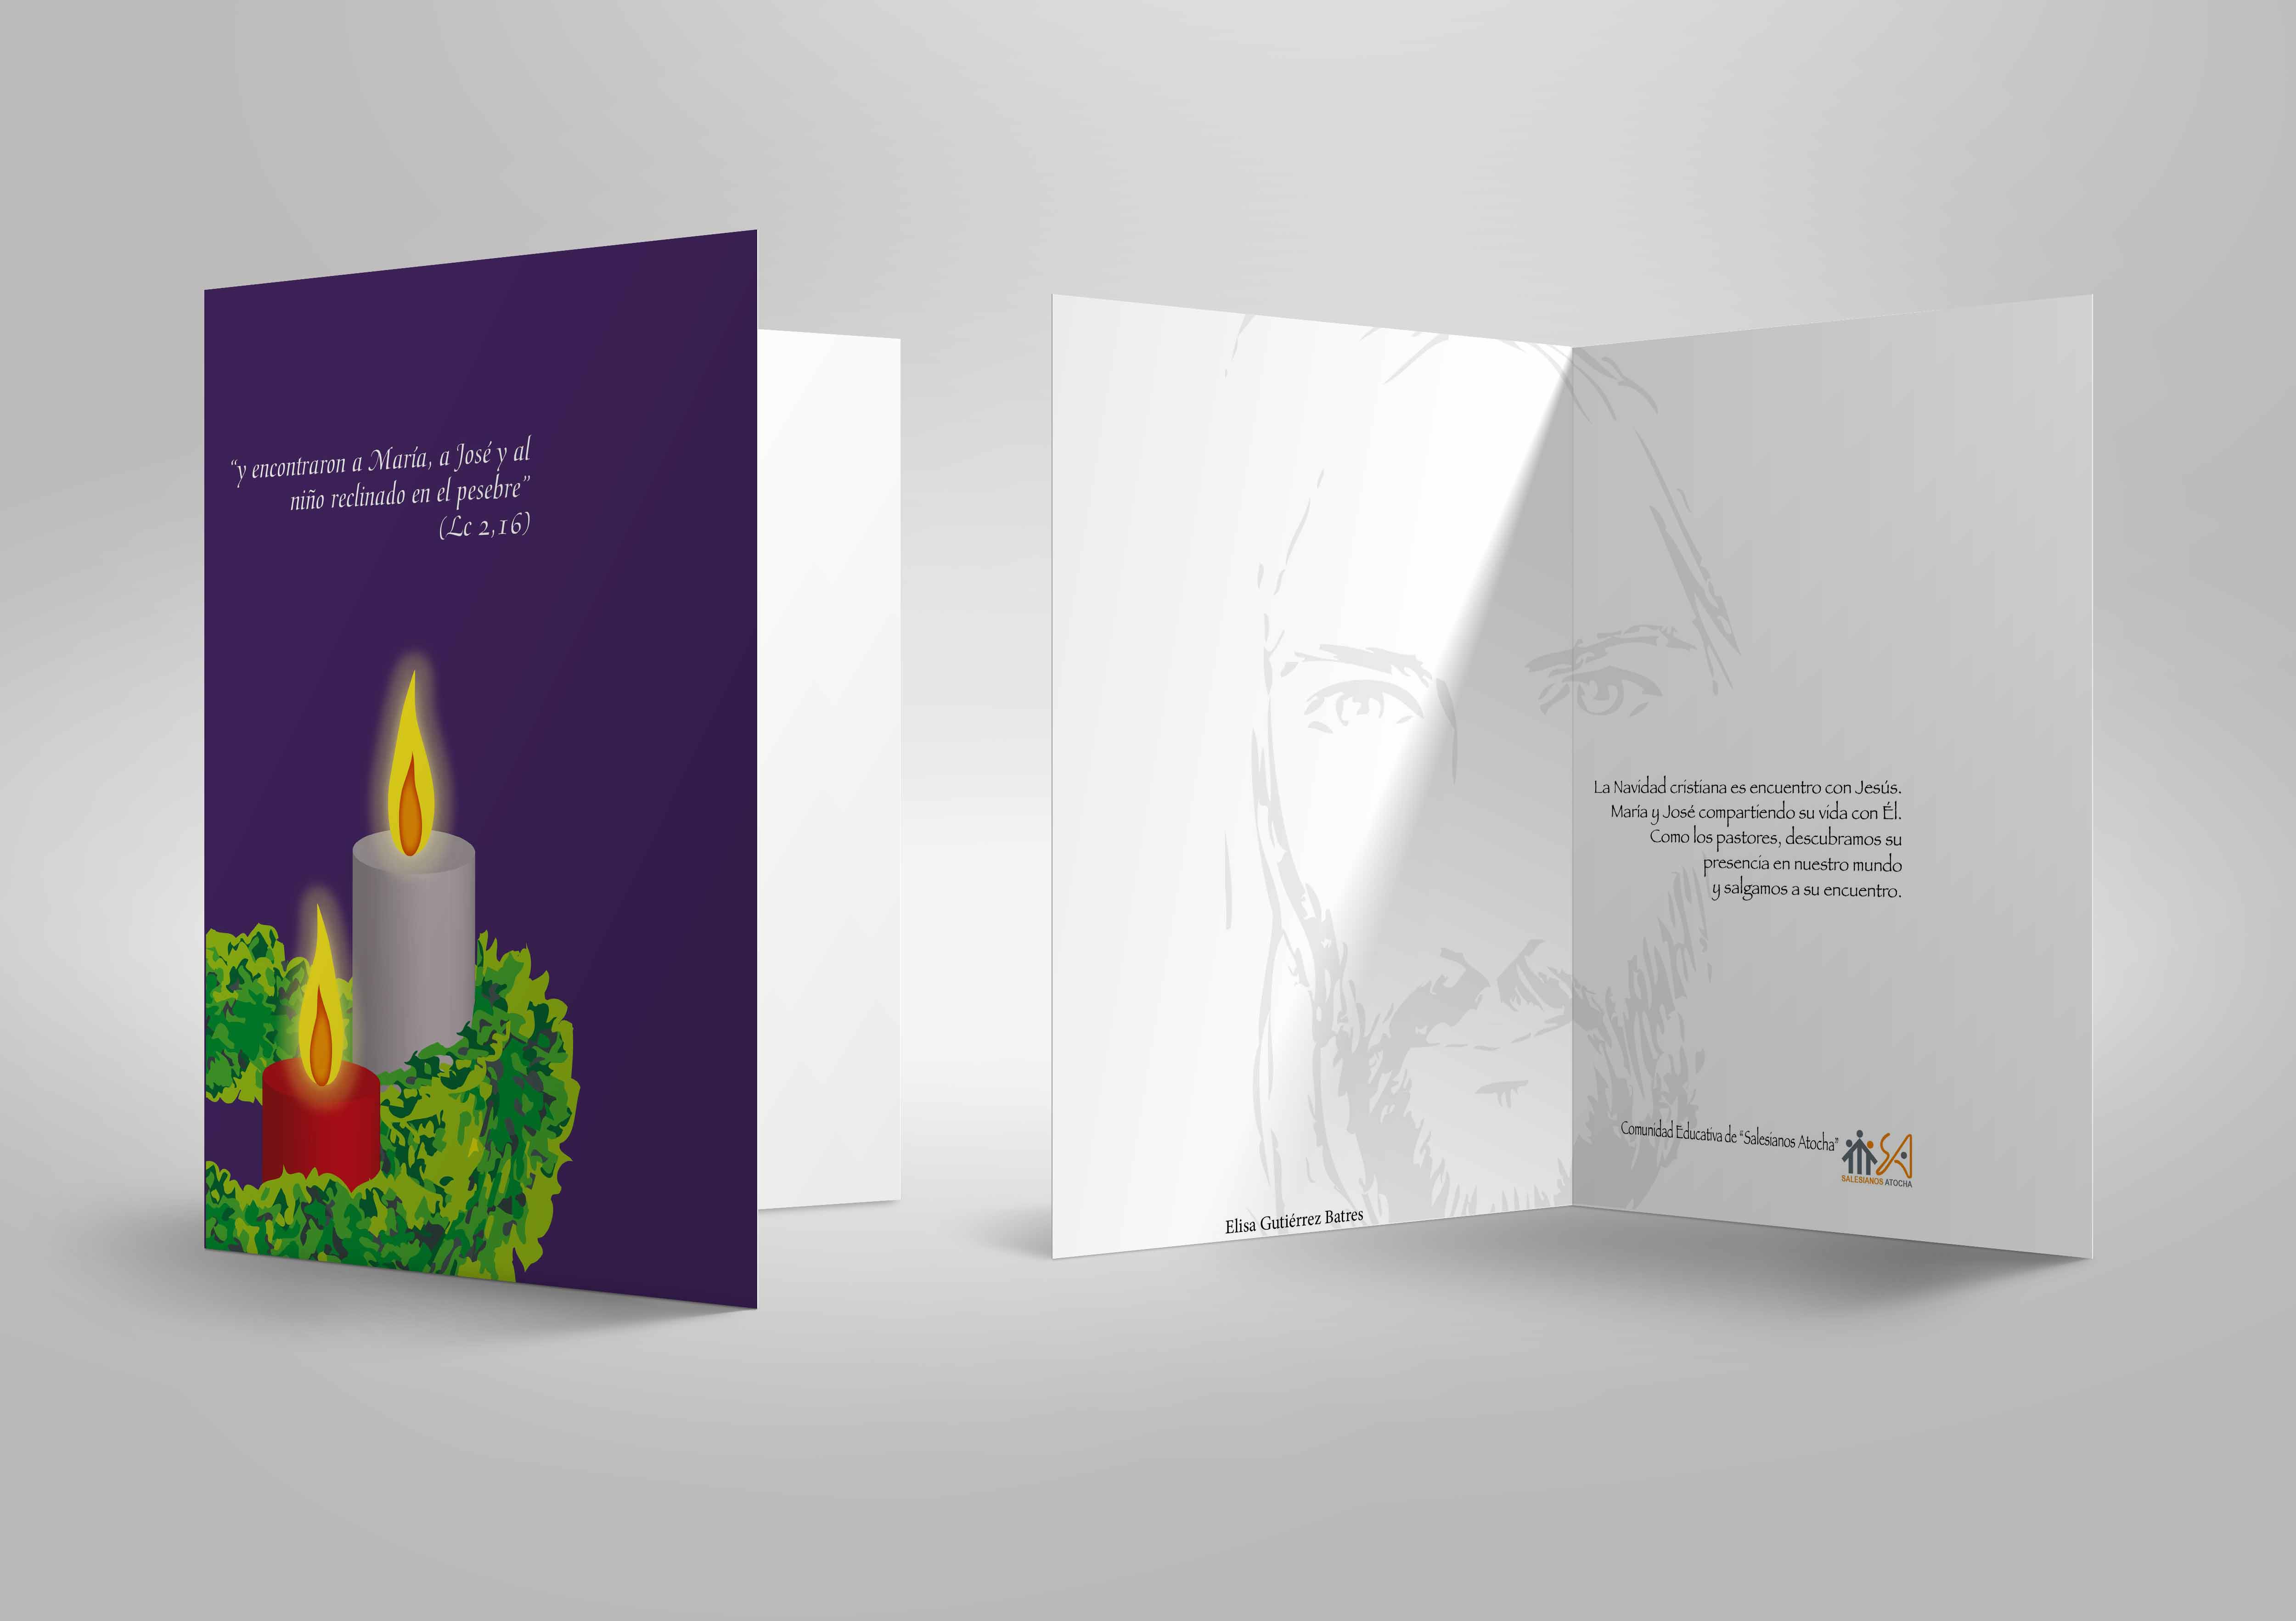 “y encontraron a María, a José y al
niño reclinado en el pesebre”
(Lc 2,16)
La Navidad cristiana es encuentro con Jesús.
María y José compartiendo su vida con Él.
Como los pastores, descubramos su
presencia en nuestro mundo
y salgamos a su encuentro.
Comunidad Educativa de “Salesianos Atocha”
SA
SALESIANOS ATOCHA
Elisa Gutiérrez Batres